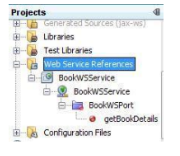 Projects
Generated Sources (jax-ws)
Libraries
Test Libraries
Web Service References
BookWSService
BookWSService
BookWSPort
getBookDetails
Configuration Files